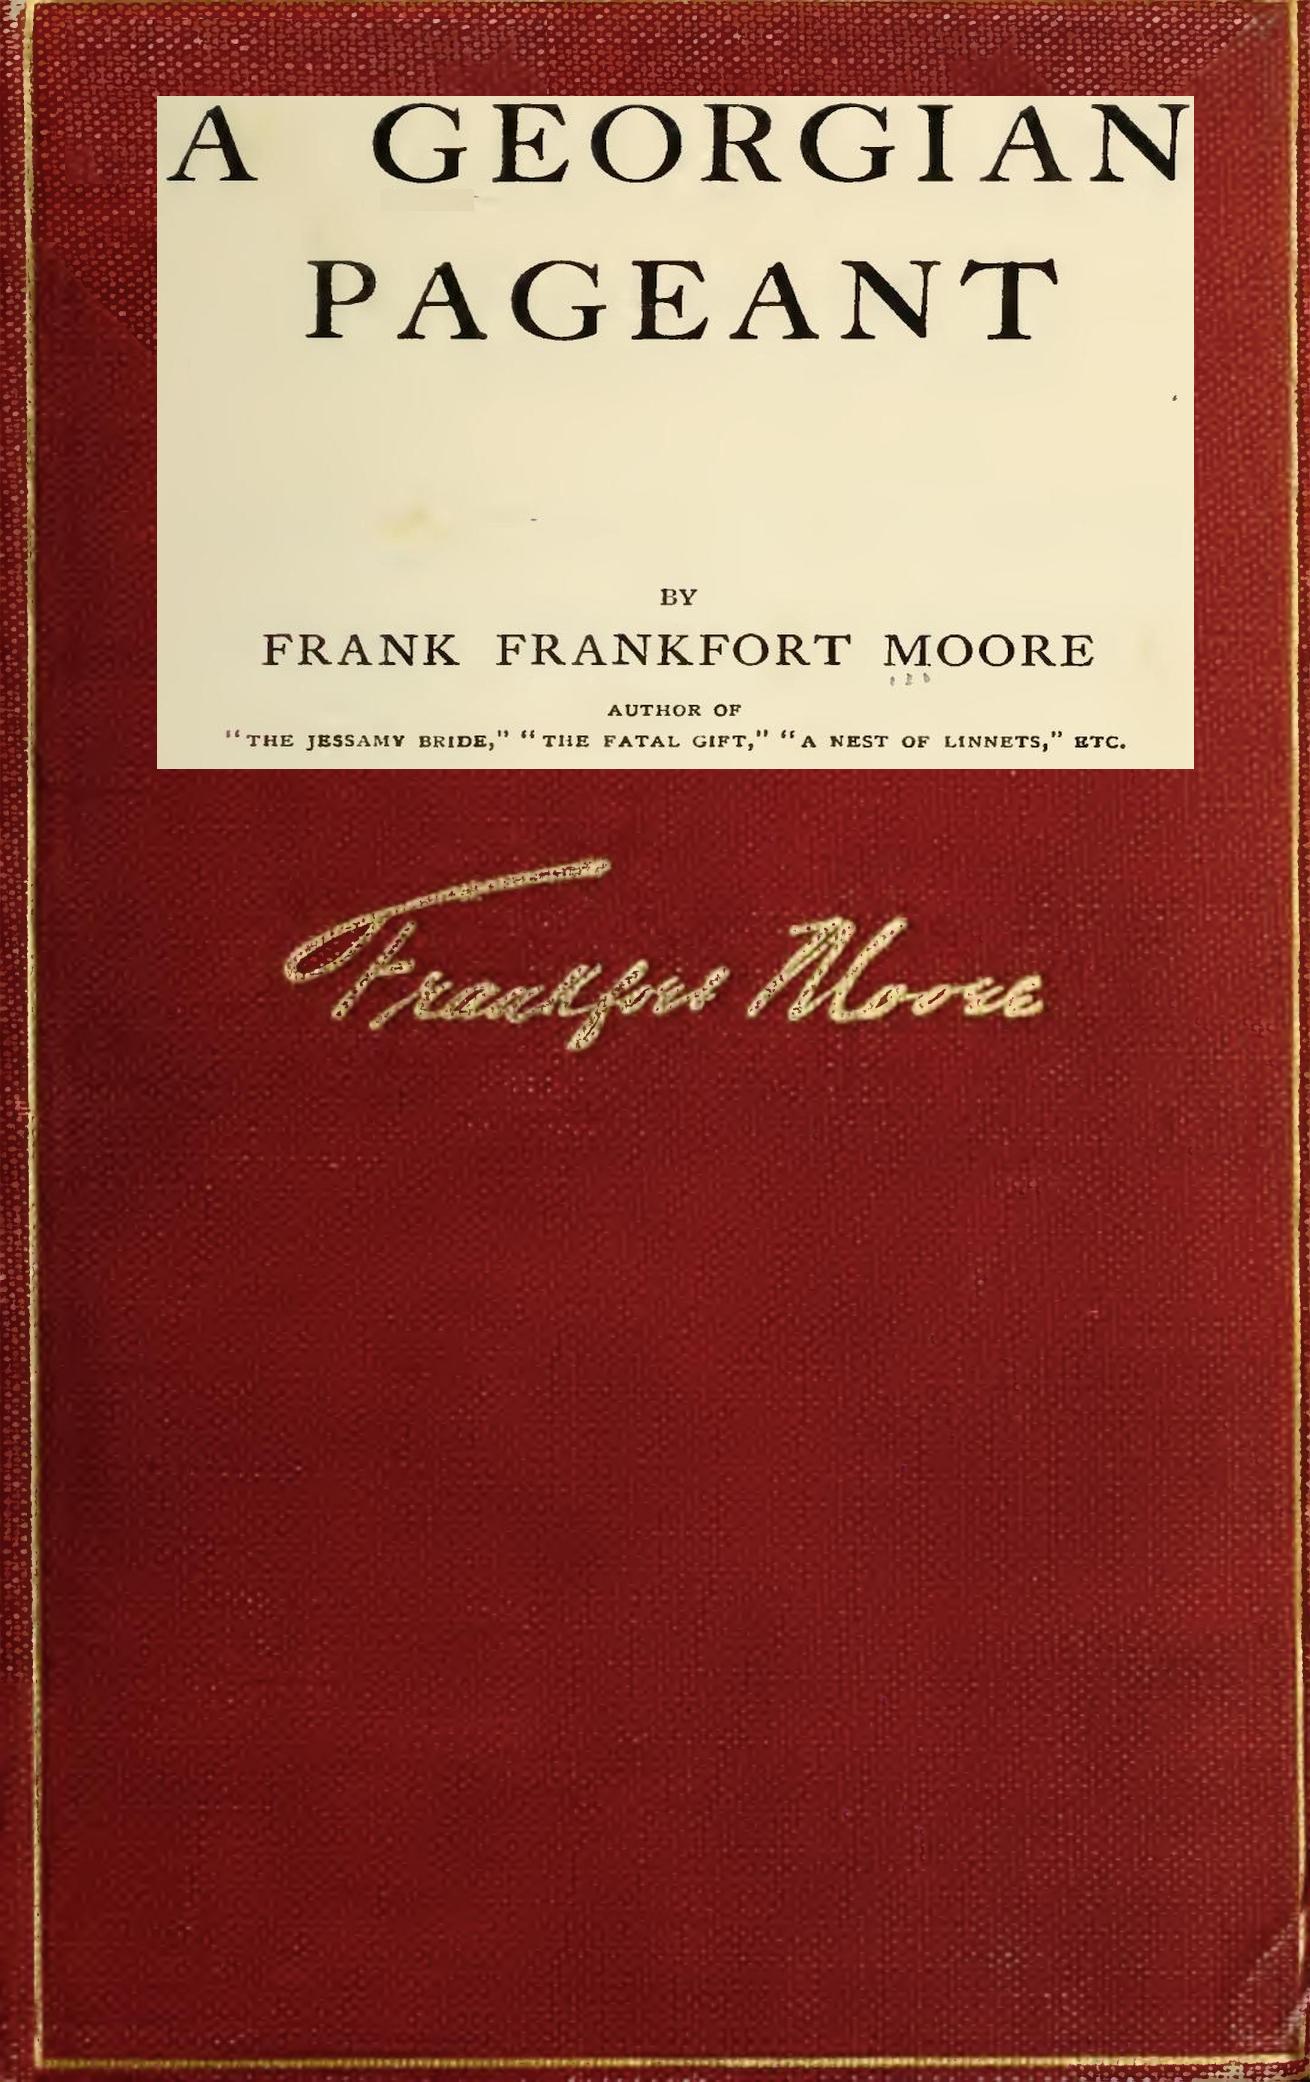 A GEORGIAN
PAGEANT
BY
FRANK FRANKFORT MOORE
AUTHOR OF
"THE JESSAMY BRIDE," "THE FATAL GIFT," "A NEST OF LINNETS," ETC.
Frankfort Moore